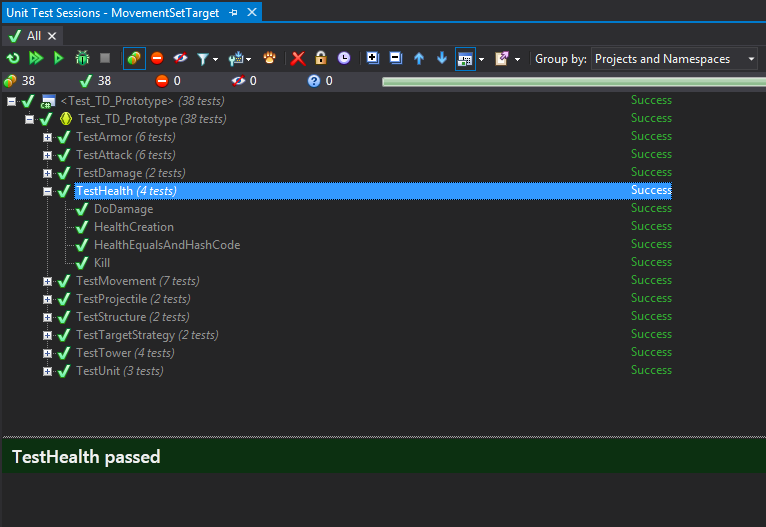 Unit Test Sessions - MovementSetTarget
All
Group by: Projects and Namespaces
38 38 0 0 0
<Test_TD_Prototype> (38 tests) Success
Test_TD_Prototype (38 tests) Success
TestArmor (6 tests) Success
TestAttack (6 tests) Success
TestDamage (2 tests) Success
TestHealth (4 tests) Success
DoDamage Success
HealthCreation Success
HealthEqualsAndHashCode Success
Kill Success
TestMovement (7 tests) Success
TestProjectile (2 tests) Success
TestStructure (2 tests) Success
TestTargetStrategy (2 tests) Success
TestTower (4 tests) Success
TestUnit (3 tests) Success
TestHealth passed